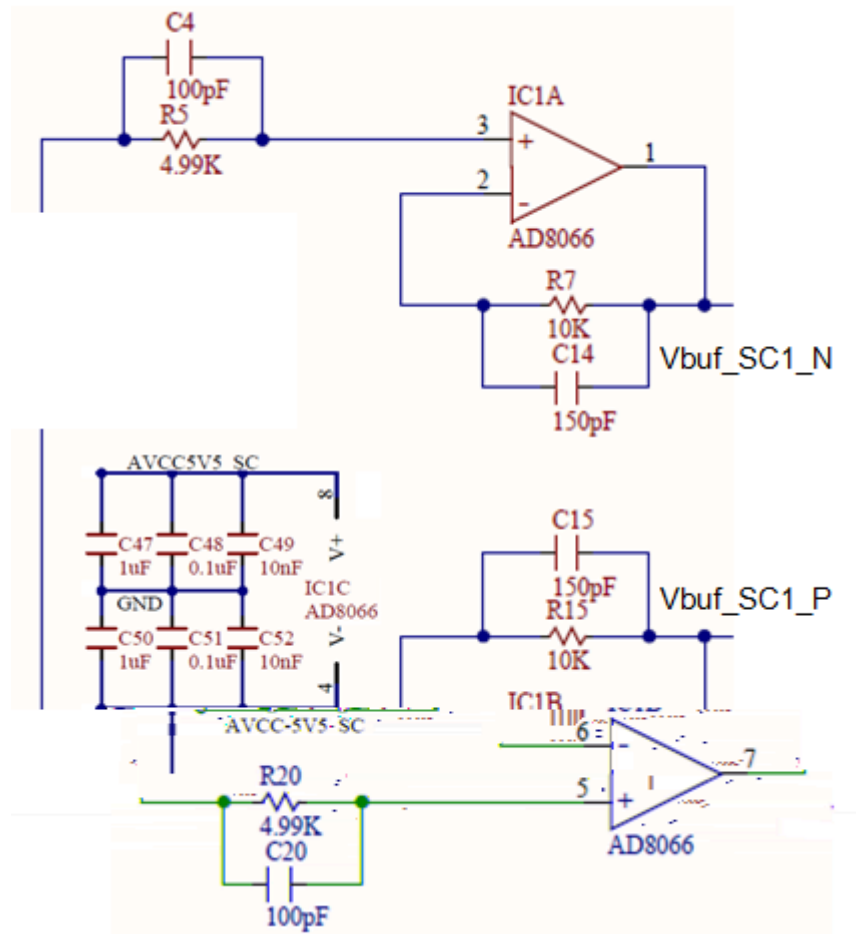 C4
100pF
R5
4.99K
IC1A
3
+
1
2
-
AD8066
R7
10K
C14
150pF
Vbuf_SC1_N
AVCC5V5_SC
8
V+
C47
1uF
C48
0.1uF
C49
10nF
GND
IC1C
AD8066
C50
1uF
C51
0.1uF
C52
10nF
V-
4
AVCC-5V5-SC
C15
150pF
R15
10K
Vbuf_SC1_P
IC1B
6
-
7
5
+
AD8066
R20
4.99K
C20
100pF